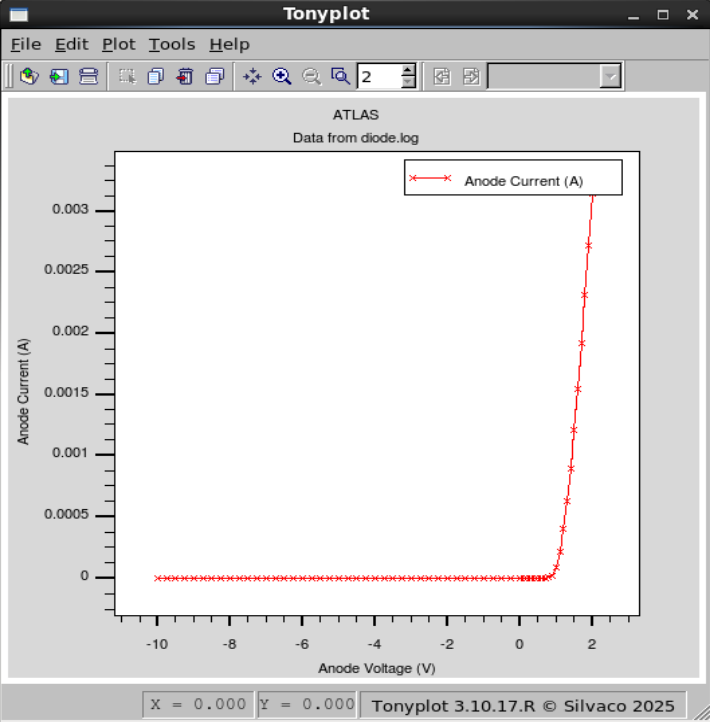 Tonyplot
File Edit Plot Tools Help
2
ATLAS
Data from diode.log
Anode Current (A)
0.003
0.0025
0.002
0.0015
0.001
0.0005
0
Anode Current (A)
-10 -8 -6 -4 -2 0 2
Anode Voltage (V)
X = 0.000 Y = 0.000 Tonyplot 3.10.17.R © Silvaco 2025